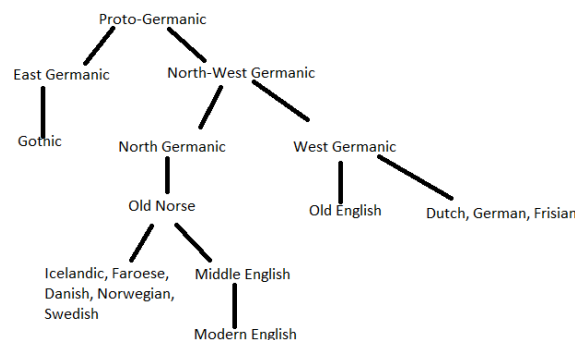 Proto-Germanic
East Germanic
North-West Germanic
Gothic
North Germanic
West Germanic
Old Norse
Old English
Dutch, German, Frisian
Icelandic, Faroese,
Danish, Norwegian,
Swedish
Middle English
Modern English